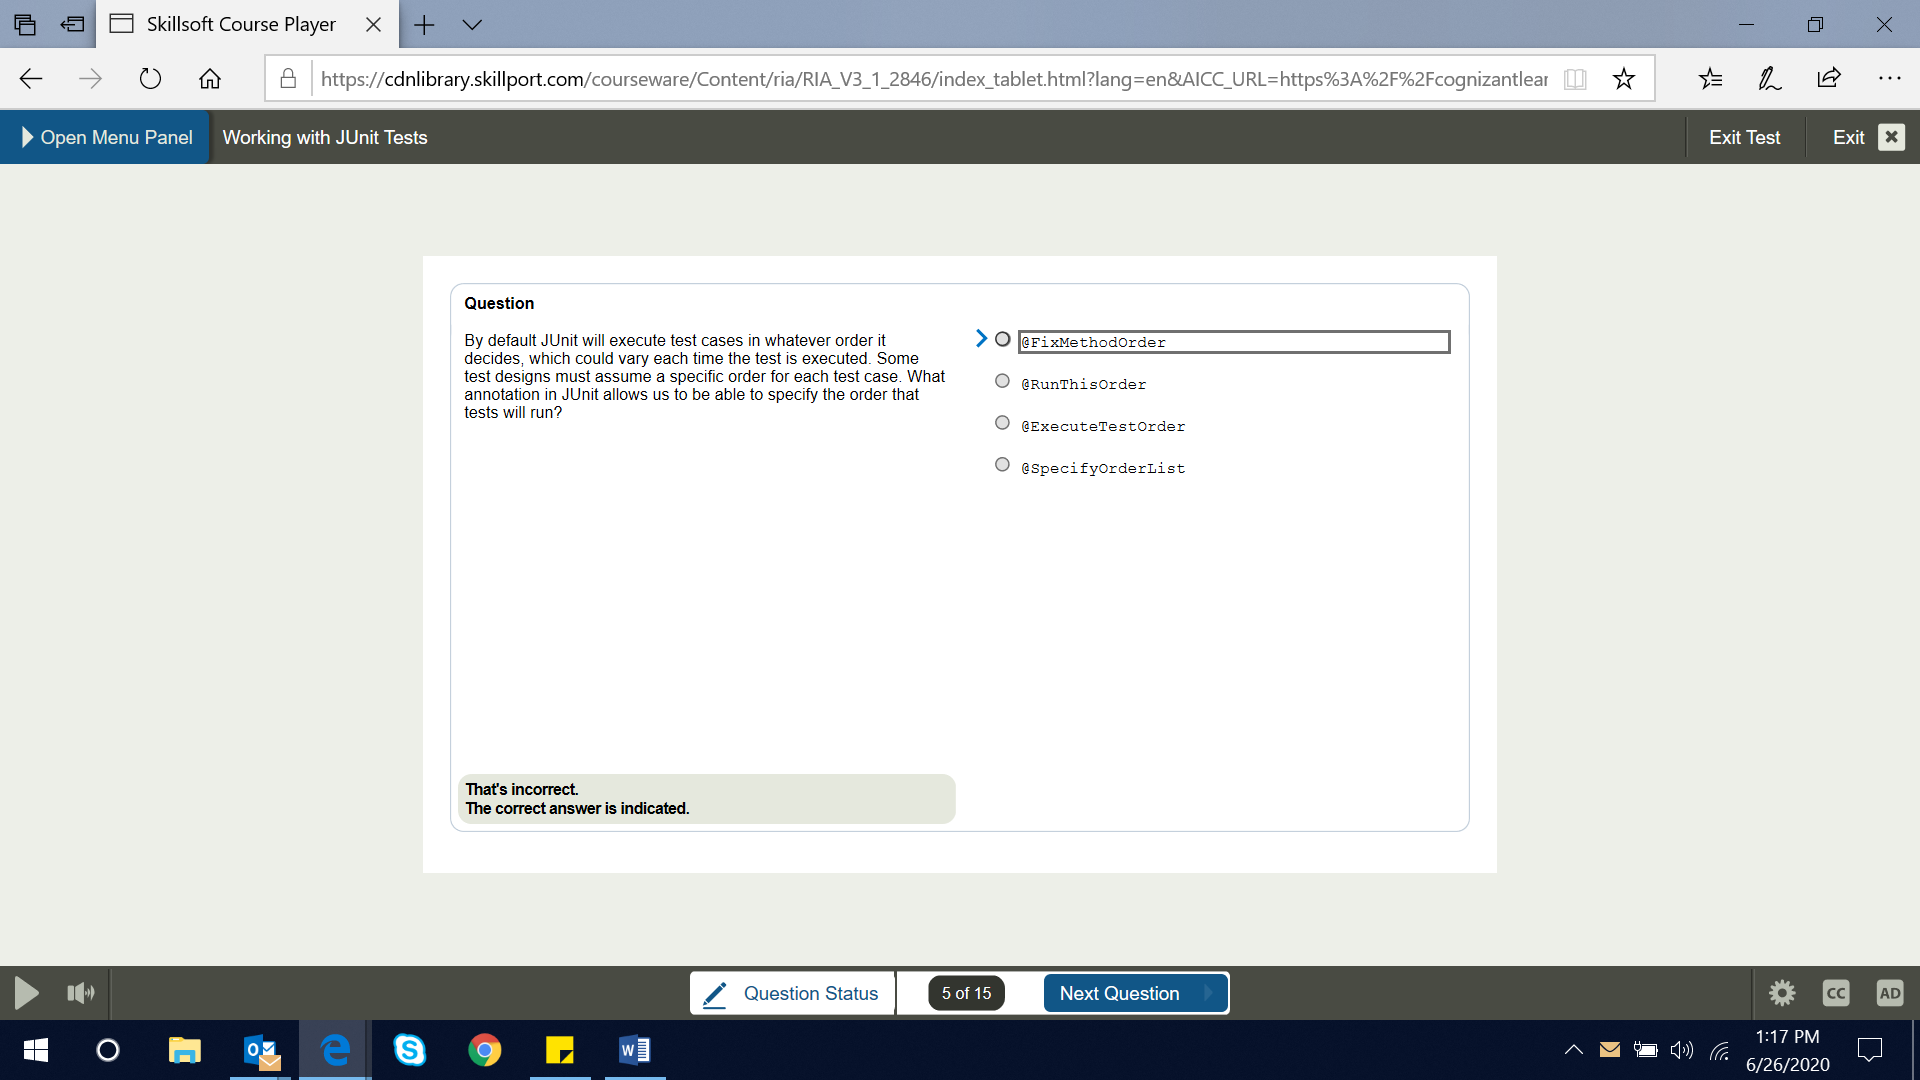 Skillsoft Course Player
https://cdnlibrary.skillport.com/courseware/Content/ria/RIA_V3_1_2846/index_tablet.html?lang=en&AICC_URL=https%3A%2F%2Fcognizantlear
Open Menu Panel
Working with JUnit Tests
Exit Test
Exit
Question
By default JUnit will execute test cases in whatever order it
decides, which could vary each time the test is executed. Some
test designs must assume a specific order for each test case. What
annotation in JUnit allows us to be able to specify the order that
tests will run?
@FixMethodOrder
@RunThisOrder
@ExecuteTestOrder
@SpecifyOrderList
That's incorrect.
The correct answer is indicated.
Question Status
5 of 15
Next Question
CC
AD
1:17 PM
6/26/2020